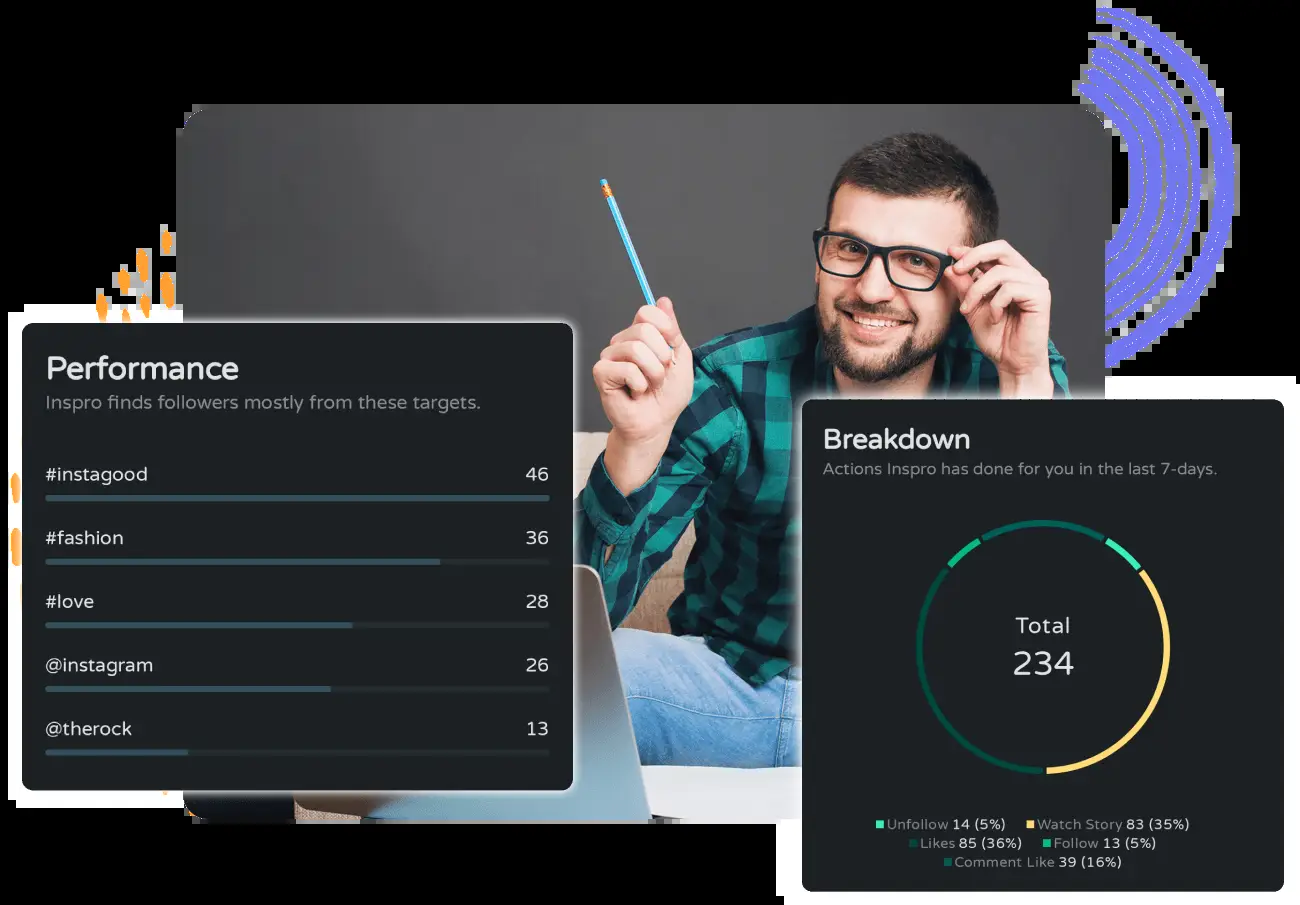 Performance
Inspro finds followers mostly from these targets.
#instagood 46
#fashion 36
#love 28
@instagram 26
@therock 13
Breakdown
Actions Inspro has done for you in the last 7-days.
Total
234
Unfollow 14 (5%) Watch Story 83 (35%)
Likes 85 (36%) Follow 13 (5%)
Comment Like 39 (16%)